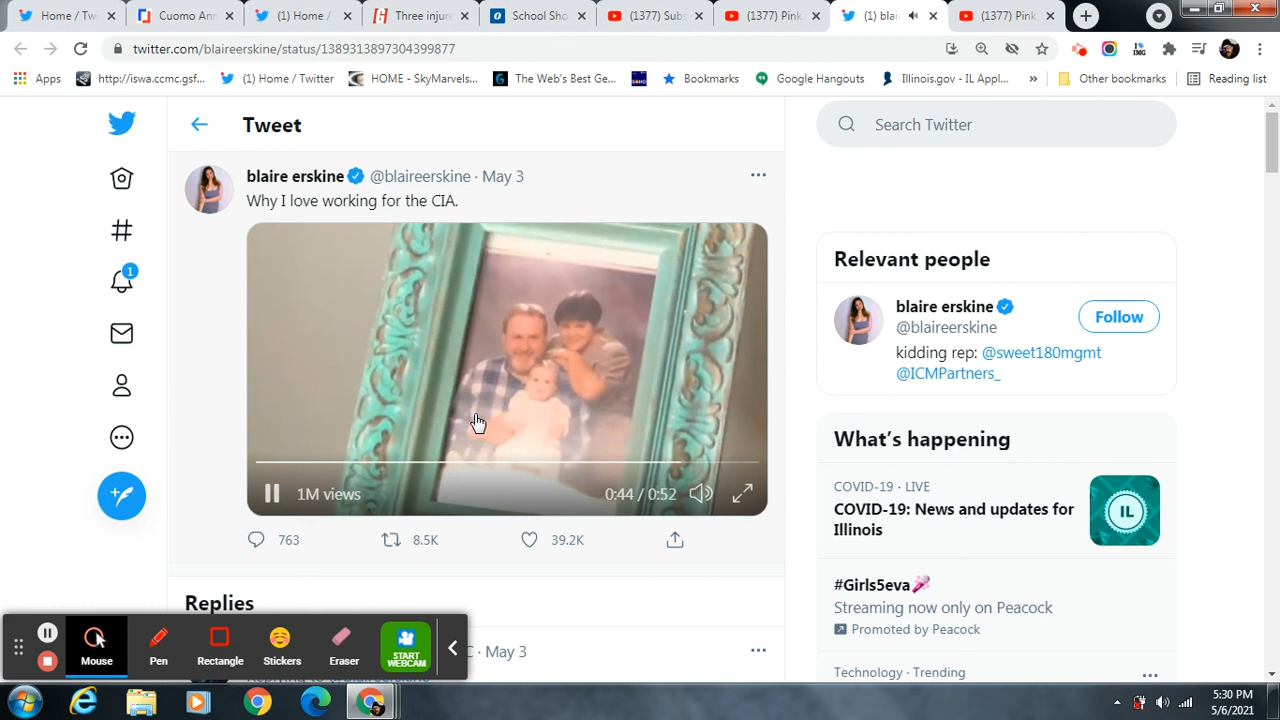 Home / Tw
Cuomo Ann
(1) Home /
Three injur
School Sho
(1377) Subs
(1377) Pink
(1) blai
(1377) Pink
twitter.com/blaireerskine/status/1389313897304399877
Apps
http://iswa.ccmc.gsf...
(1) Home / Twitter
HOME - SkyMarvels...
The Web's Best Ge...
Bookmarks
Google Hangouts
Illinois.gov - IL Appl...
»
Other bookmarks
Reading list
Tweet
Search Twitter
blaire erskine @blaireerskine · May 3
Why I love working for the CIA.
1M views
0:44 / 0:52
763
8.5K
39.2K
Replies
C · May 3
1
Relevant people
blaire erskine
@blaireerskine
Follow
kidding rep: @sweet180mgmt
@ICMPartners_
What's happening
COVID-19 · LIVE
COVID-19: News and updates for
Illinois
IL
#Girls5eva
Streaming now only on Peacock
Promoted by Peacock
Technology · Trending
Mouse
Pen
Rectangle
Stickers
Eraser
START
WEBCAM
5:30 PM
5/6/2021